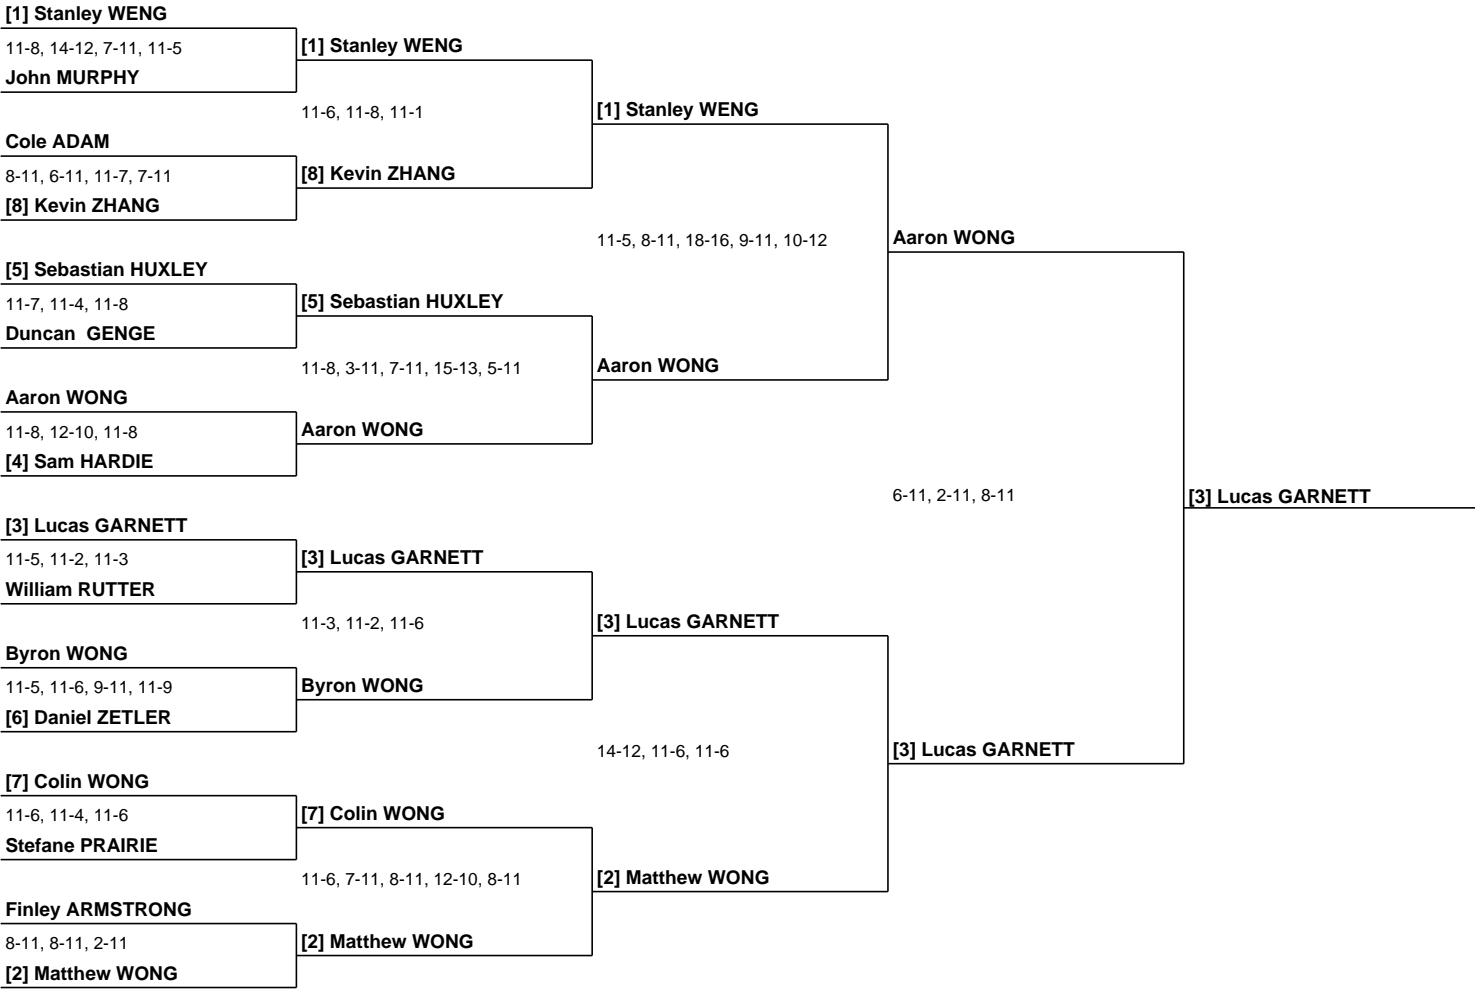 [1] Stanley WENG
11-8, 14-12, 7-11, 11-5
John MURPHY
Cole ADAM
8-11, 6-11, 11-7, 7-11
[8] Kevin ZHANG
[5] Sebastian HUXLEY
11-7, 11-4, 11-8
Duncan  GENGE
Aaron WONG
11-8, 12-10, 11-8
[4] Sam HARDIE
[3] Lucas GARNETT
11-5, 11-2, 11-3
William RUTTER
Byron WONG
11-5, 11-6, 9-11, 11-9
[6] Daniel ZETLER
[7] Colin WONG
11-6, 11-4, 11-6
Stefane PRAIRIE
Finley ARMSTRONG
8-11, 8-11, 2-11
[2] Matthew WONG
[1] Stanley WENG
11-6, 11-8, 11-1
[8] Kevin ZHANG
[5] Sebastian HUXLEY
11-8, 3-11, 7-11, 15-13, 5-11
Aaron WONG
[3] Lucas GARNETT
11-3, 11-2, 11-6
Byron WONG
[7] Colin WONG
11-6, 7-11, 8-11, 12-10, 8-11
[2] Matthew WONG
[1] Stanley WENG
11-5, 8-11, 18-16, 9-11, 10-12
Aaron WONG
[3] Lucas GARNETT
14-12, 11-6, 11-6
[2] Matthew WONG
Aaron WONG
6-11, 2-11, 8-11
[3] Lucas GARNETT
[3] Lucas GARNETT